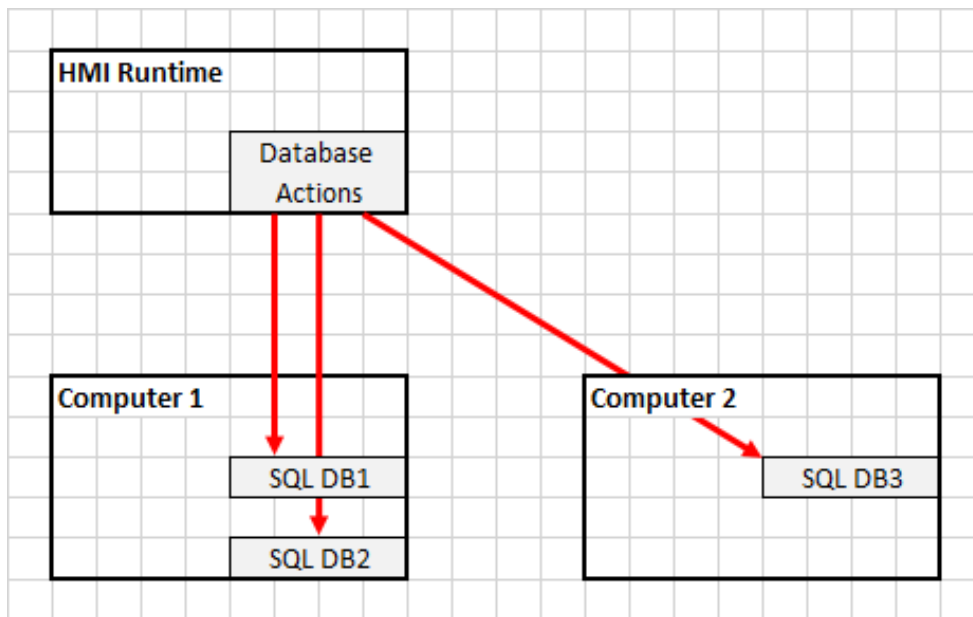 HMI Runtime
Database
Actions
Computer 1
Computer 2
SQL DB1
SQL DB3
SQL DB2